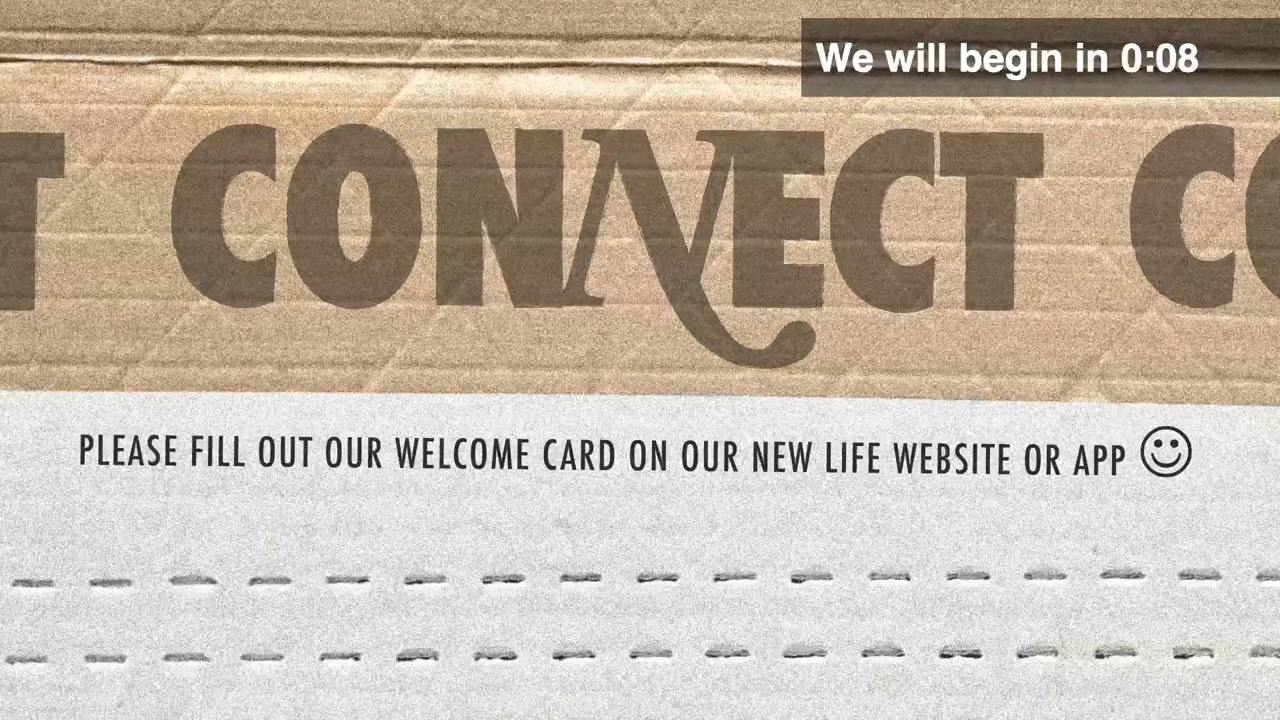 We will begin in 0:08
T CONNECT CO
PLEASE FILL OUT OUR WELCOME CARD ON OUR NEW LIFE WEBSITE OR APP ☺